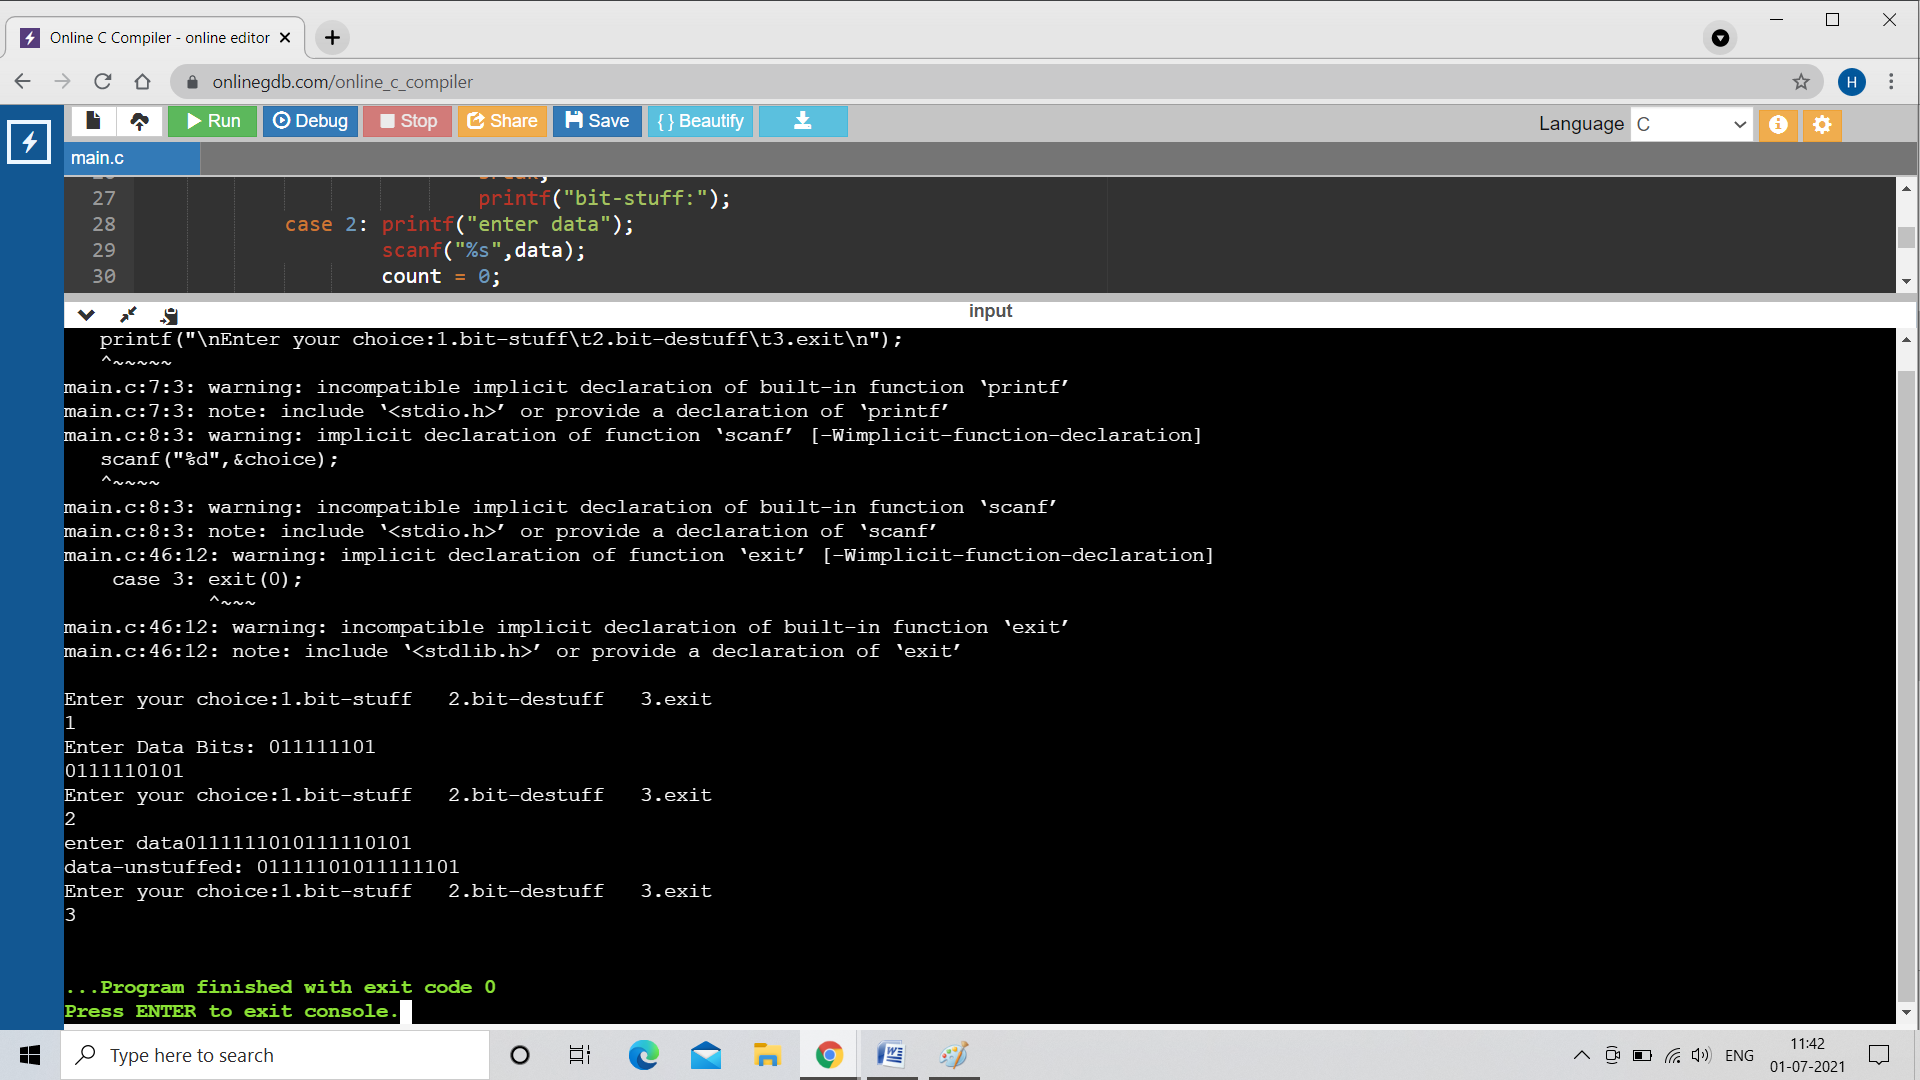 Online C Compiler - online editor
onlinegdb.com/online_c_compiler
H
Run Debug Stop Share Save { } Beautify
Language C
main.c
27 printf("bit-stuff:");
28 case 2: printf("enter data");
29 scanf("%s",data);
30 count = 0;
input
printf("\nEnter your choice:1.bit-stuff\t2.bit-destuff\t3.exit\n");
^~~~~~
main.c:7:3: warning: incompatible implicit declaration of built-in function ‘printf’
main.c:7:3: note: include ‘<stdio.h>’ or provide a declaration of ‘printf’
main.c:8:3: warning: implicit declaration of function ‘scanf’ [-Wimplicit-function-declaration]
scanf("%d",&choice);
^~~~~
main.c:8:3: warning: incompatible implicit declaration of built-in function ‘scanf’
main.c:8:3: note: include ‘<stdio.h>’ or provide a declaration of ‘scanf’
main.c:46:12: warning: implicit declaration of function ‘exit’ [-Wimplicit-function-declaration]
case 3: exit(0);
^~~~
main.c:46:12: warning: incompatible implicit declaration of built-in function ‘exit’
main.c:46:12: note: include ‘<stdlib.h>’ or provide a declaration of ‘exit’
Enter your choice:1.bit-stuff 2.bit-destuff 3.exit
1
Enter Data Bits: 011111101
0111110101
Enter your choice:1.bit-stuff 2.bit-destuff 3.exit
2
enter data0111111010111110101
data-unstuffed: 01111101011111101
Enter your choice:1.bit-stuff 2.bit-destuff 3.exit
3
...Program finished with exit code 0
Press ENTER to exit console.
Type here to search
ENG
11:42
01-07-2021